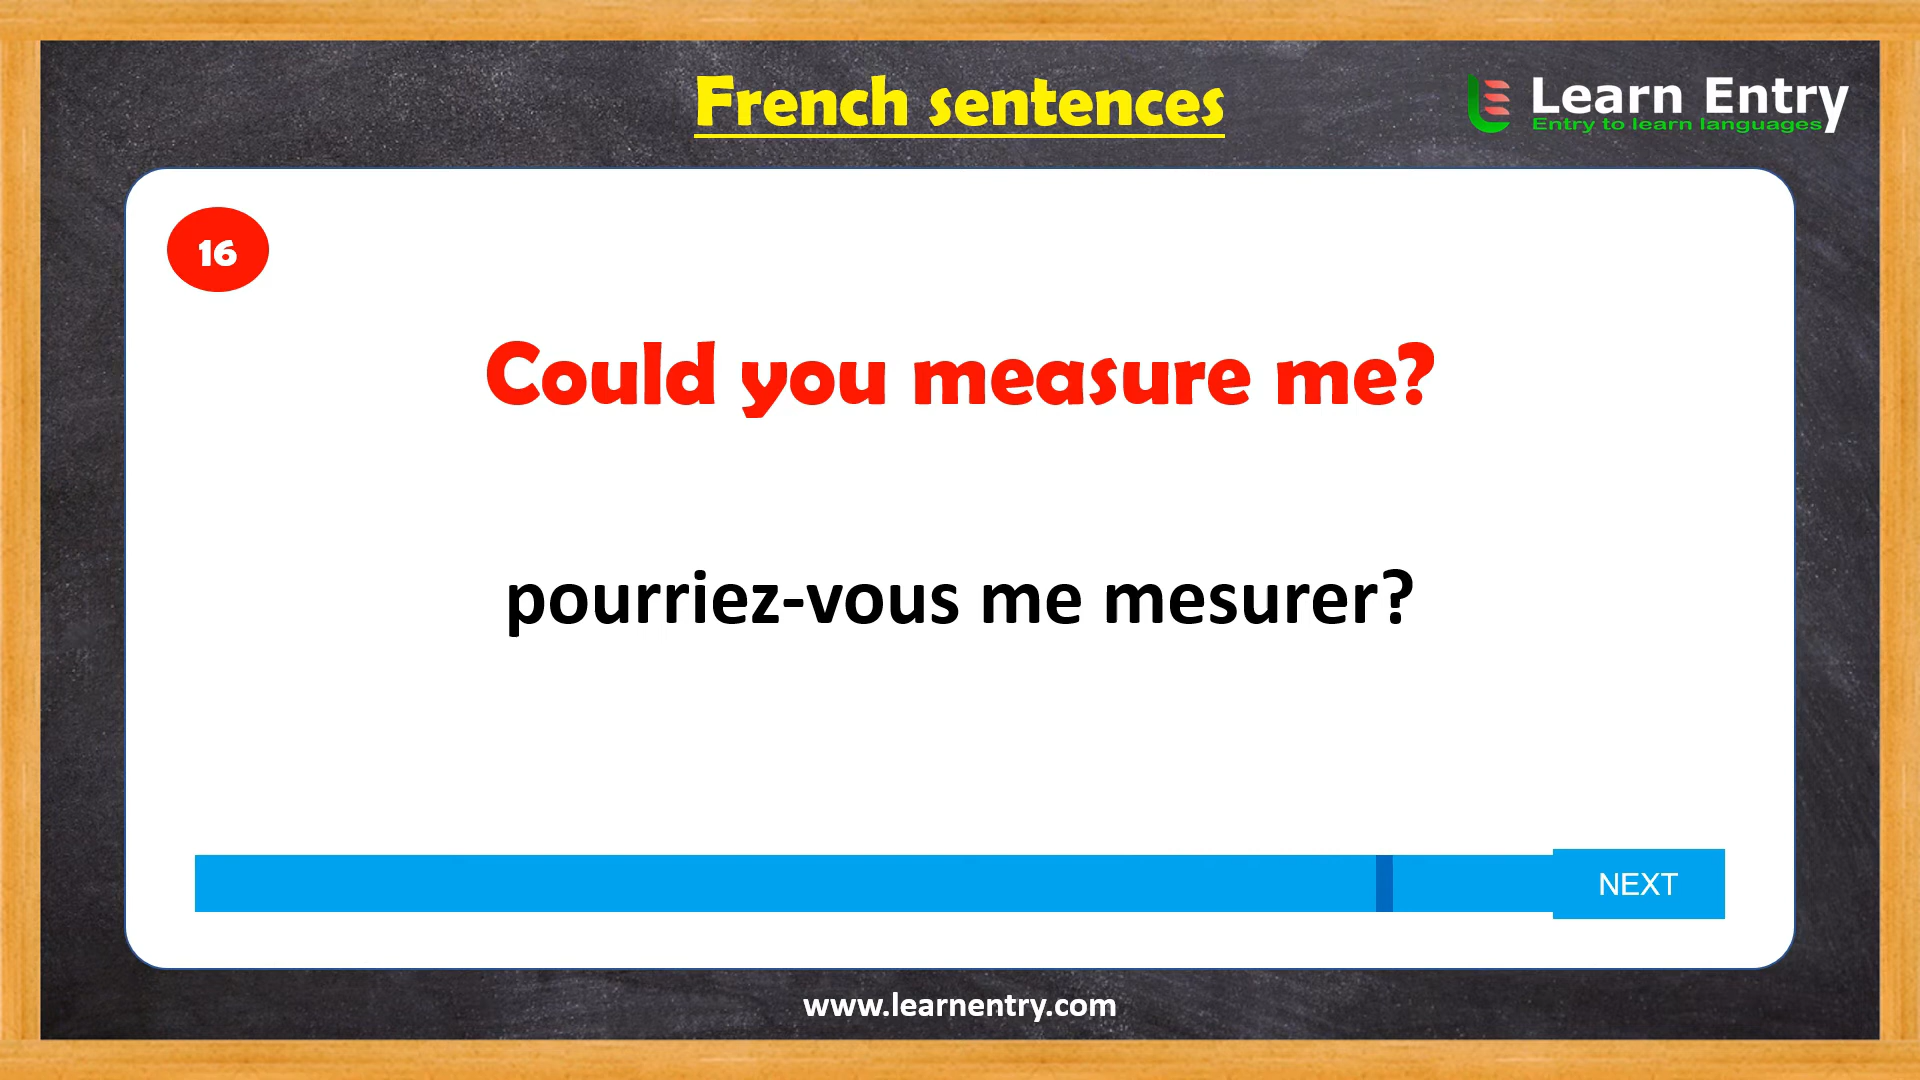 French sentences
Learn Entry
Entry to learn languages
16
Could you measure me?
pourriez-vous me mesurer?
NEXT
www.learnentry.com